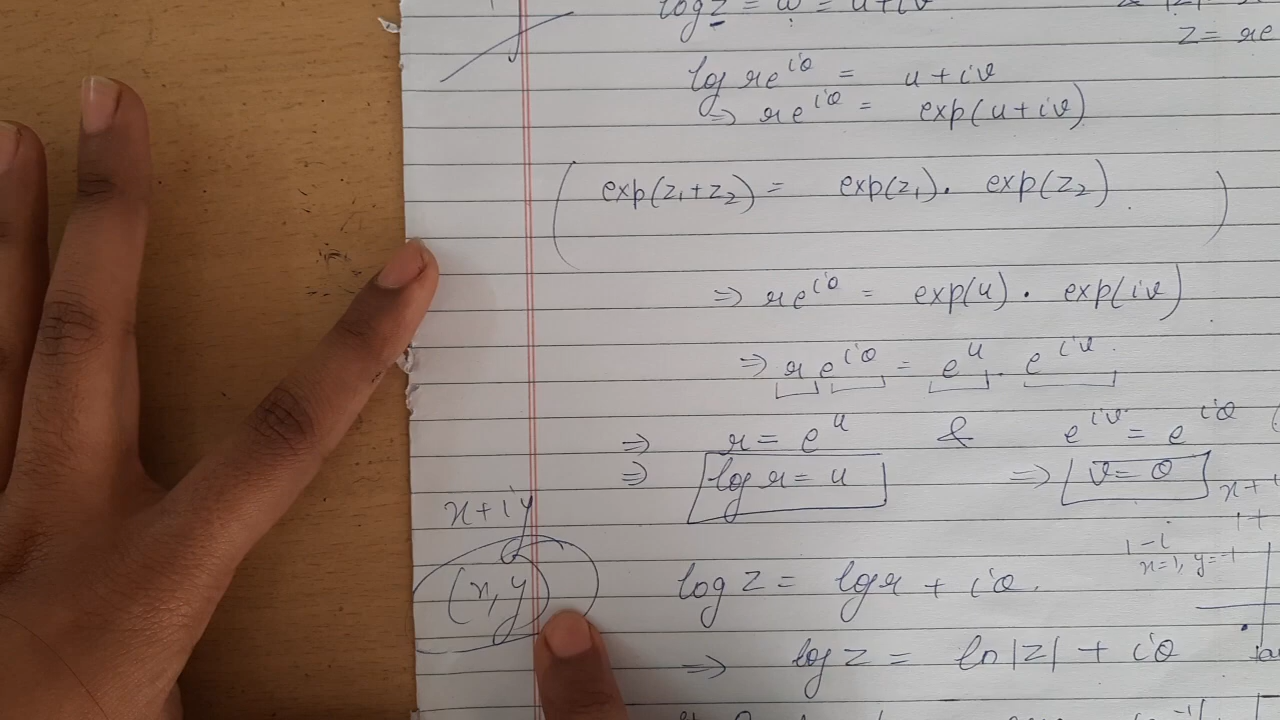 log z = w = u+iv
z = re
log re^{iθ} = u+iv
⇒ re^{iθ} = exp(u+iv)
(exp(z₁+z₂) = exp(z₁). exp(z₂))
⇒ re^{iθ} = exp(u) · exp(iv)
⇒ r e^{iθ} = e^u . e^{iv}
⇒ r = e^u & e^{iv} = e^{iθ}
⇒ log r = u ⇒ v = θ
x+iy
x+i
1+
(x,y)
1-i
x=1, y=-1
log z = log r + iθ.
⇒ log z = ln|z| + iθ